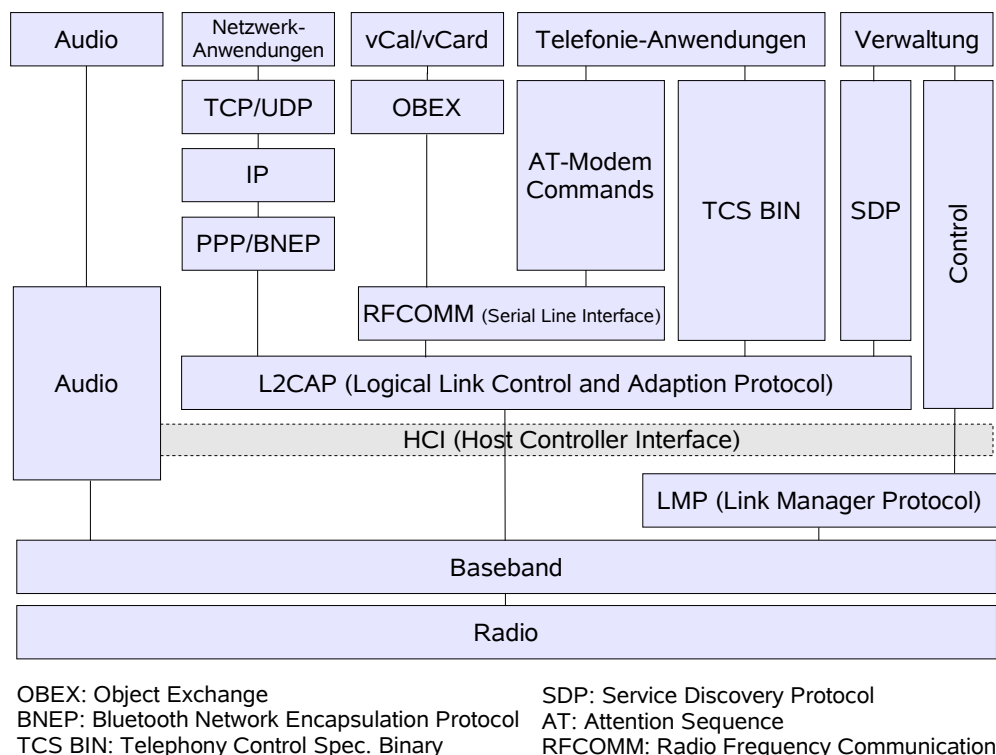 Audio
Netzwerk-
Anwendungen
vCal/vCard
Telefonie-Anwendungen
Verwaltung
TCP/UDP
OBEX
AT-Modem
Commands
TCS BIN
SDP
Control
IP
PPP/BNEP
RFCOMM (Serial Line Interface)
Audio
L2CAP (Logical Link Control and Adaption Protocol)
HCI (Host Controller Interface)
LMP (Link Manager Protocol)
Baseband
Radio
OBEX: Object Exchange
BNEP: Bluetooth Network Encapsulation Protocol
TCS BIN: Telephony Control Spec. Binary
SDP: Service Discovery Protocol
AT: Attention Sequence
RFCOMM: Radio Frequency Communication